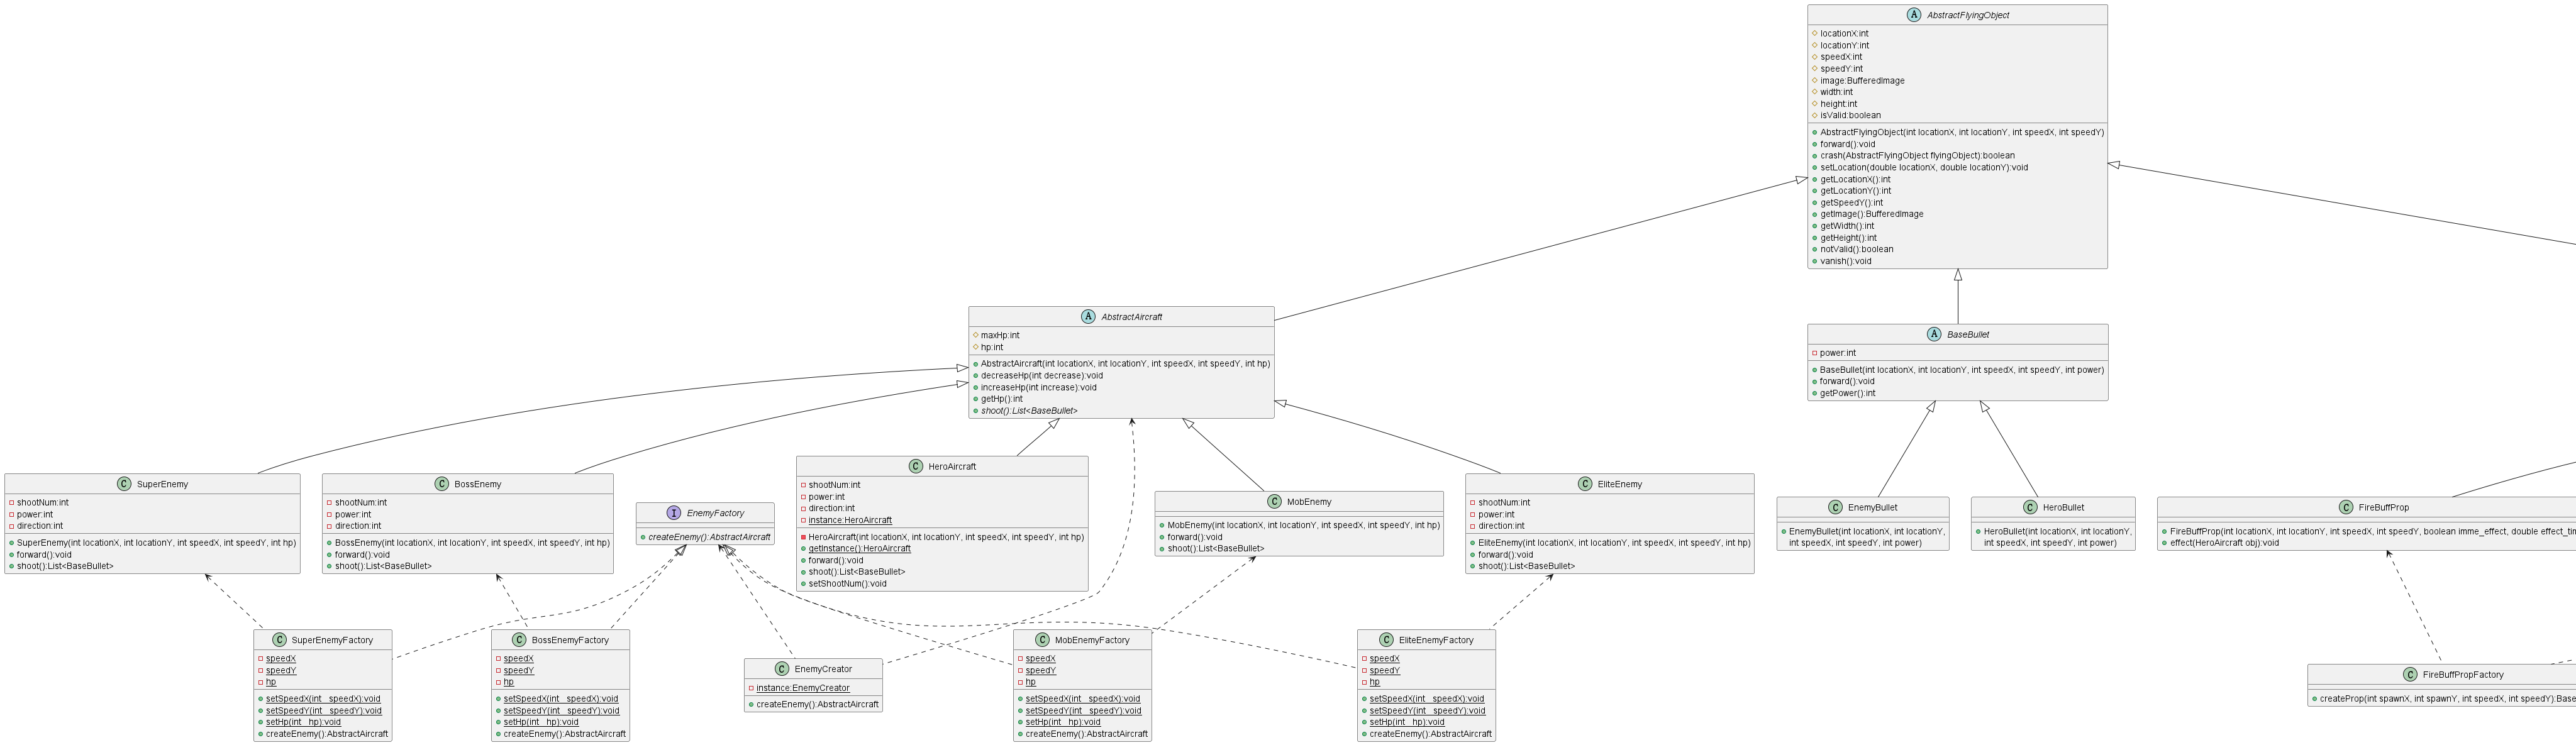 AbstractFlyingObject
locationX:int
locationY:int
speedX:int
speedY:int
image:BufferedImage
width:int
height:int
isValid:boolean
AbstractFlyingObject(int locationX, int locationY, int speedX, int speedY)
forward():void
crash(AbstractFlyingObject flyingObject):boolean
setLocation(double locationX, double locationY):void
getLocationX():int
getLocationY():int
getSpeedY():int
getImage():BufferedImage
getWidth():int
getHeight():int
notValid():boolean
vanish():void
AbstractAircraft
maxHp:int
hp:int
AbstractAircraft(int locationX, int locationY, int speedX, int speedY, int hp)
decreaseHp(int decrease):void
increaseHp(int increase):void
getHp():int
shoot():List<BaseBullet>
BaseBullet
power:int
BaseBullet(int locationX, int locationY, int speedX, int speedY, int power)
forward():void
getPower():int
SuperEnemy
shootNum:int
power:int
direction:int
SuperEnemy(int locationX, int locationY, int speedX, int speedY, int hp)
forward():void
shoot():List<BaseBullet>
BossEnemy
shootNum:int
power:int
direction:int
BossEnemy(int locationX, int locationY, int speedX, int speedY, int hp)
forward():void
shoot():List<BaseBullet>
EnemyFactory
createEnemy():AbstractAircraft
HeroAircraft
shootNum:int
power:int
direction:int
instance:HeroAircraft
HeroAircraft(int locationX, int locationY, int speedX, int speedY, int hp)
getInstance():HeroAircraft
forward():void
shoot():List<BaseBullet>
setShootNum():void
MobEnemy
MobEnemy(int locationX, int locationY, int speedX, int speedY, int hp)
forward():void
shoot():List<BaseBullet>
EliteEnemy
shootNum:int
power:int
direction:int
EliteEnemy(int locationX, int locationY, int speedX, int speedY, int hp)
forward():void
shoot():List<BaseBullet>
EnemyBullet
EnemyBullet(int locationX, int locationY,
int speedX, int speedY, int power)
HeroBullet
HeroBullet(int locationX, int locationY,
int speedX, int speedY, int power)
FireBuffProp
FireBuffProp(int locationX, int locationY, int speedX, int speedY, boolean imme_effect, double
effect(HeroAircraft obj):void
SuperEnemyFactory
speedX
speedY
hp
setSpeedX(int _speedX):void
setSpeedY(int _speedY):void
setHp(int _hp):void
createEnemy():AbstractAircraft
BossEnemyFactory
speedX
speedY
hp
setSpeedX(int _speedX):void
setSpeedY(int _speedY):void
setHp(int _hp):void
createEnemy():AbstractAircraft
EnemyCreator
instance:EnemyCreator
createEnemy():AbstractAircraft
MobEnemyFactory
speedX
speedY
hp
setSpeedX(int _speedX):void
setSpeedY(int _speedY):void
setHp(int _hp):void
createEnemy():AbstractAircraft
EliteEnemyFactory
speedX
speedY
hp
setSpeedX(int _speedX):void
setSpeedY(int _speedY):void
setHp(int _hp):void
createEnemy():AbstractAircraft
FireBuffPropFactory
createProp(int spawnX, int spawnY, int speedX, int speedY):Base